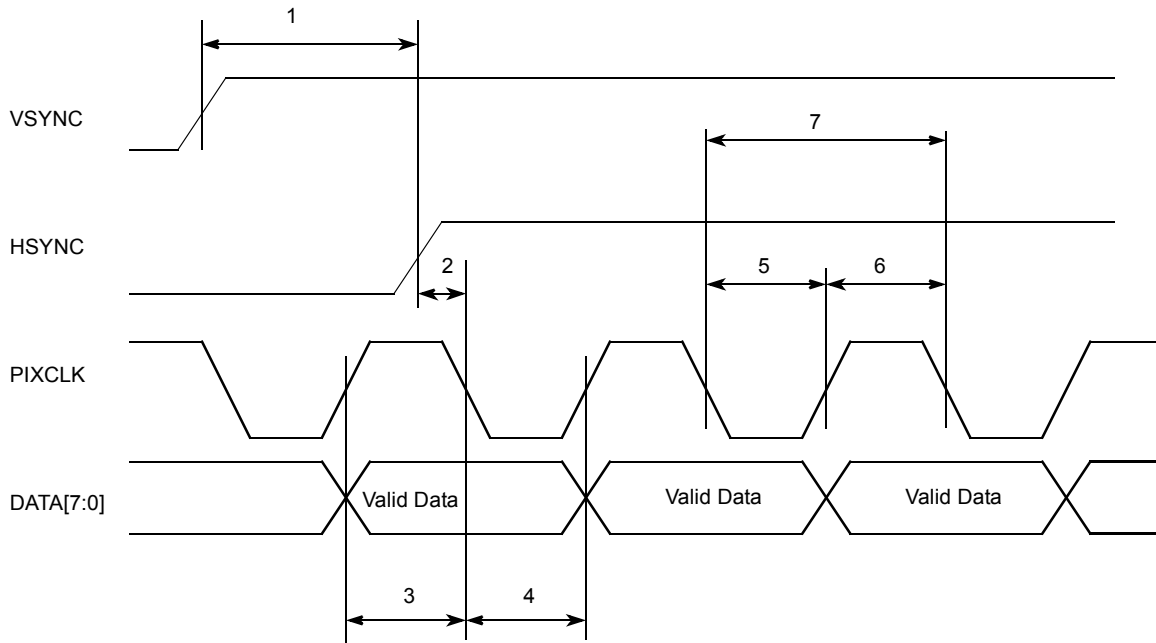 1
VSYNC
7
HSYNC
2
5
6
PIXCLK
DATA[7:0]
Valid Data
Valid Data
Valid Data
3
4